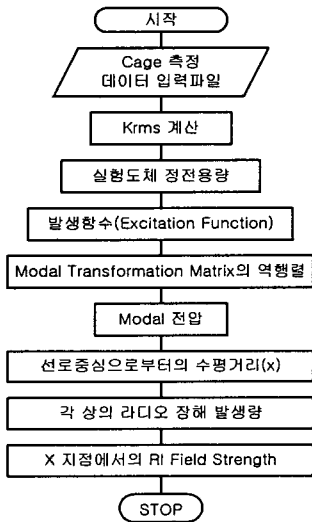 시작
Cage 측정
데이터 입력파일
Krms 계산
실험도체 정전용량
발생함수(Excitation Function)
Modal Transformation Matrix의 역행렬
Modal 전압
선로중심으로부터의 수평거리(x)
각 상의 라디오 장해 발생량
X 지점에서의 RI Field Strength
STOP